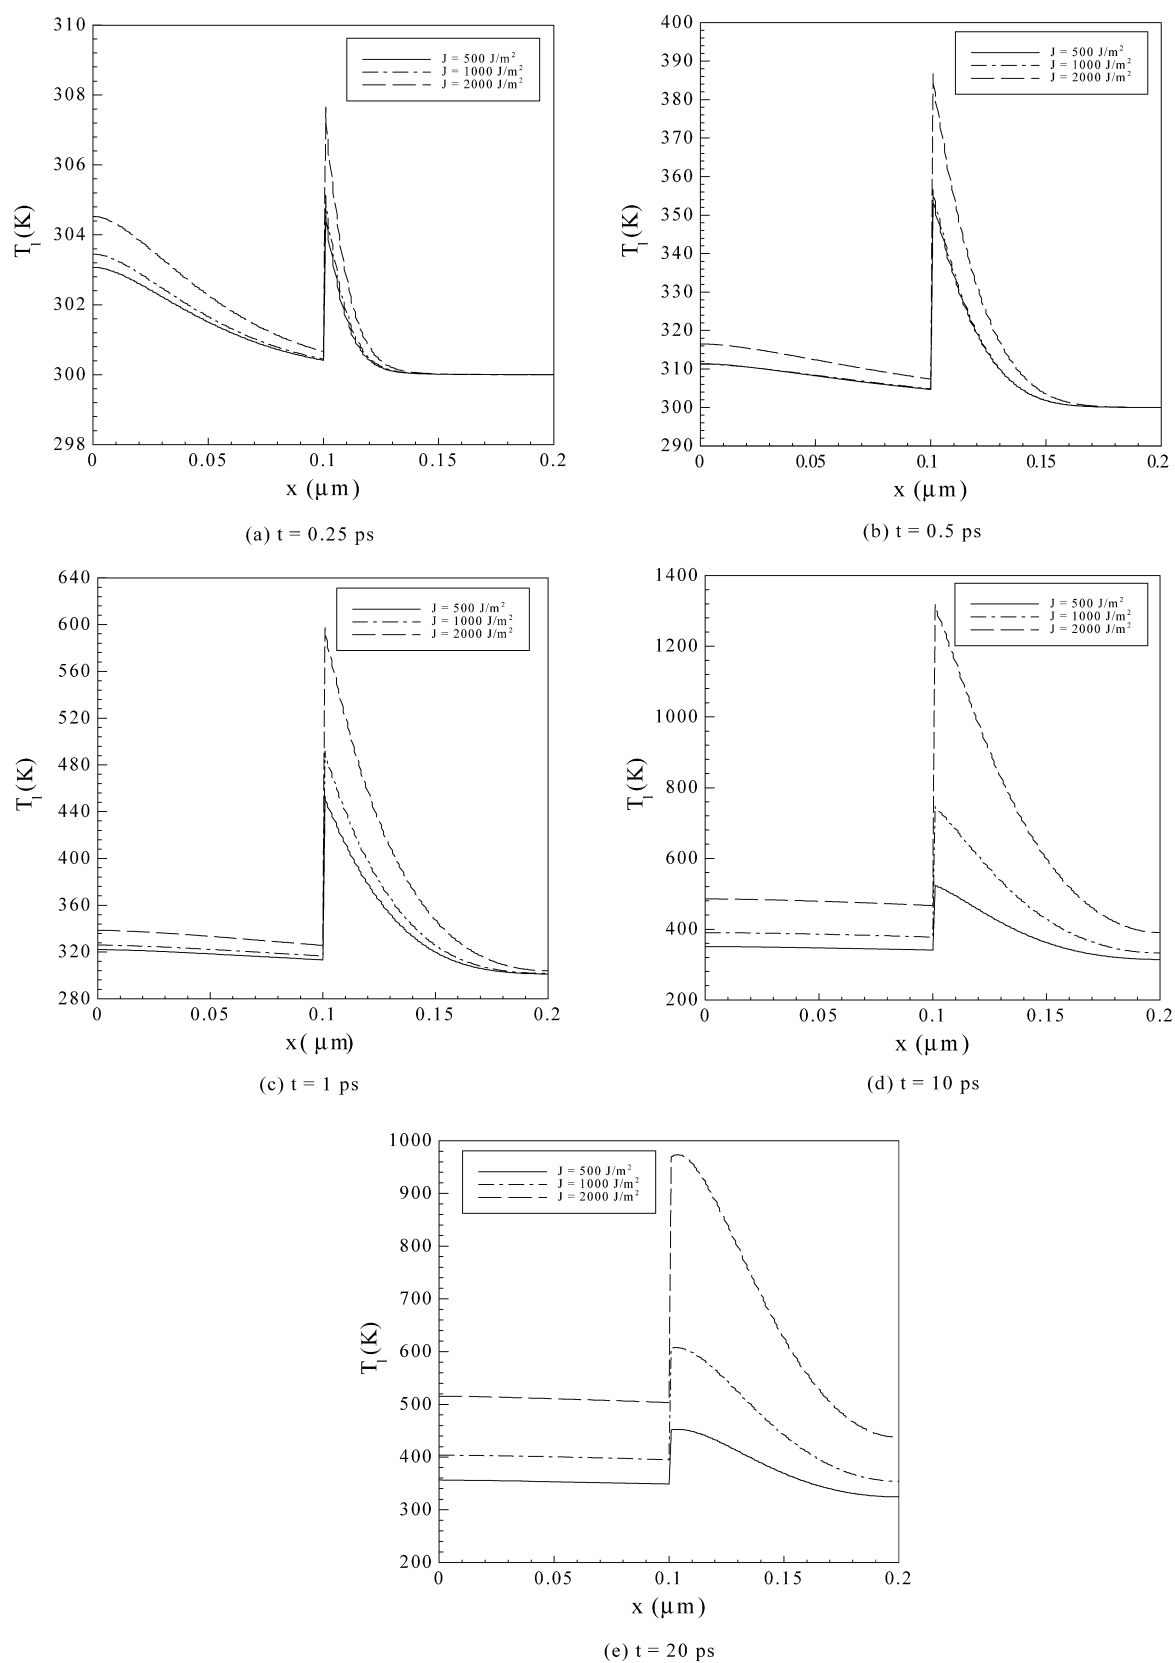 310
308
306
304
302
300
298
T_l (K)
J = 500 J/m²
J = 1000 J/m²
J = 2000 J/m²
0 0.05 0.1 0.15 0.2
x (μm)
(a) t = 0.25 ps
400
390
380
370
360
350
340
330
320
310
300
290
T_l (K)
J = 500 J/m²
J = 1000 J/m²
J = 2000 J/m²
0 0.05 0.1 0.15 0.2
x (μm)
(b) t = 0.5 ps
640
600
560
520
480
440
400
360
320
280
T_l (K)
J = 500 J/m²
J = 1000 J/m²
J = 2000 J/m²
0 0.05 0.1 0.15 0.2
x( μm)
(c) t = 1 ps
1400
1200
1000
800
600
400
200
T_l (K)
J = 500 J/m²
J = 1000 J/m²
J = 2000 J/m²
0 0.05 0.1 0.15 0.2
x (μm)
(d) t = 10 ps
1000
900
800
700
600
500
400
300
200
T_l (K)
J = 500 J/m²
J = 1000 J/m²
J = 2000 J/m²
0 0.05 0.1 0.15 0.2
x (μm)
(e) t = 20 ps